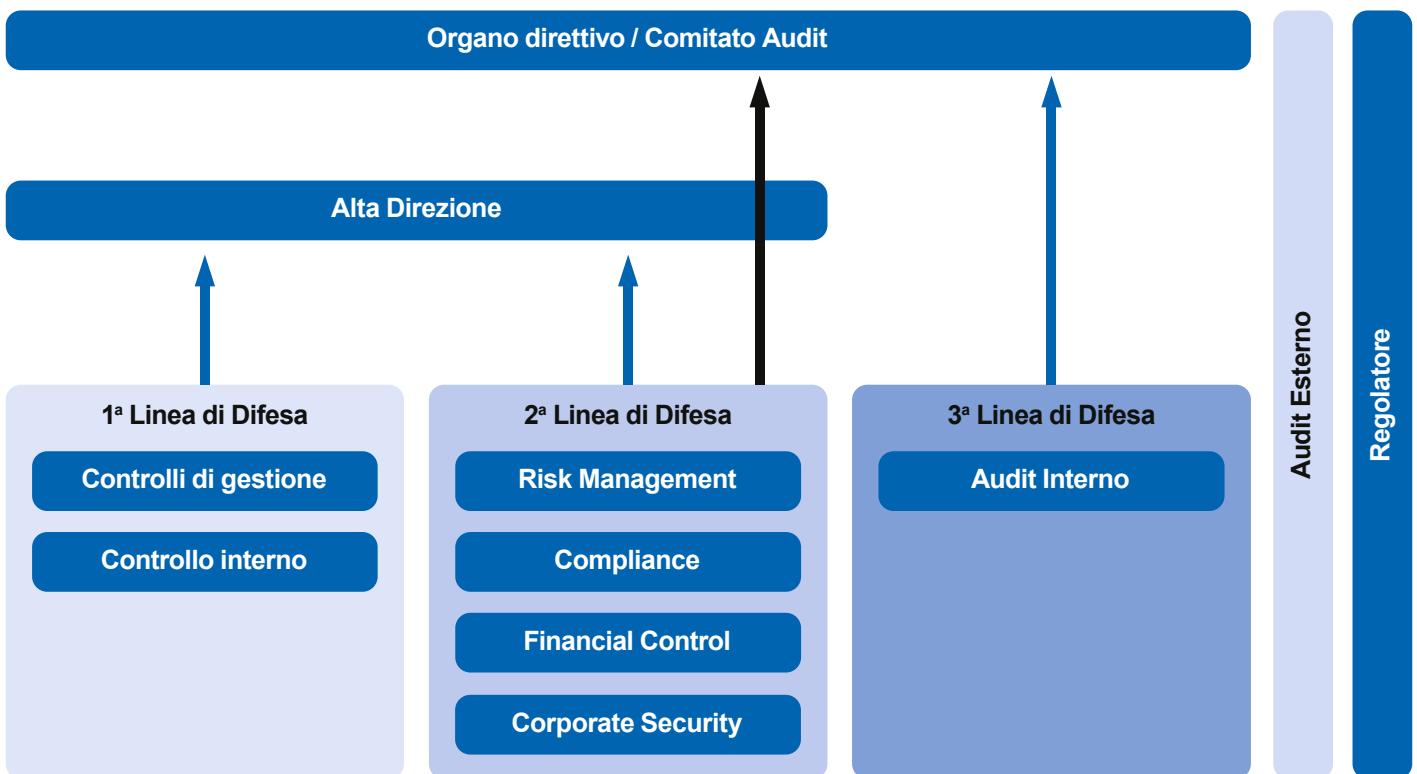 Organo direttivo / Comitato Audit
Alta Direzione
1ª Linea di Difesa
Controlli di gestione
Controllo interno
2ª Linea di Difesa
Risk Management
Compliance
Financial Control
Corporate Security
3ª Linea di Difesa
Audit Interno
Audit Esterno
Regolatore